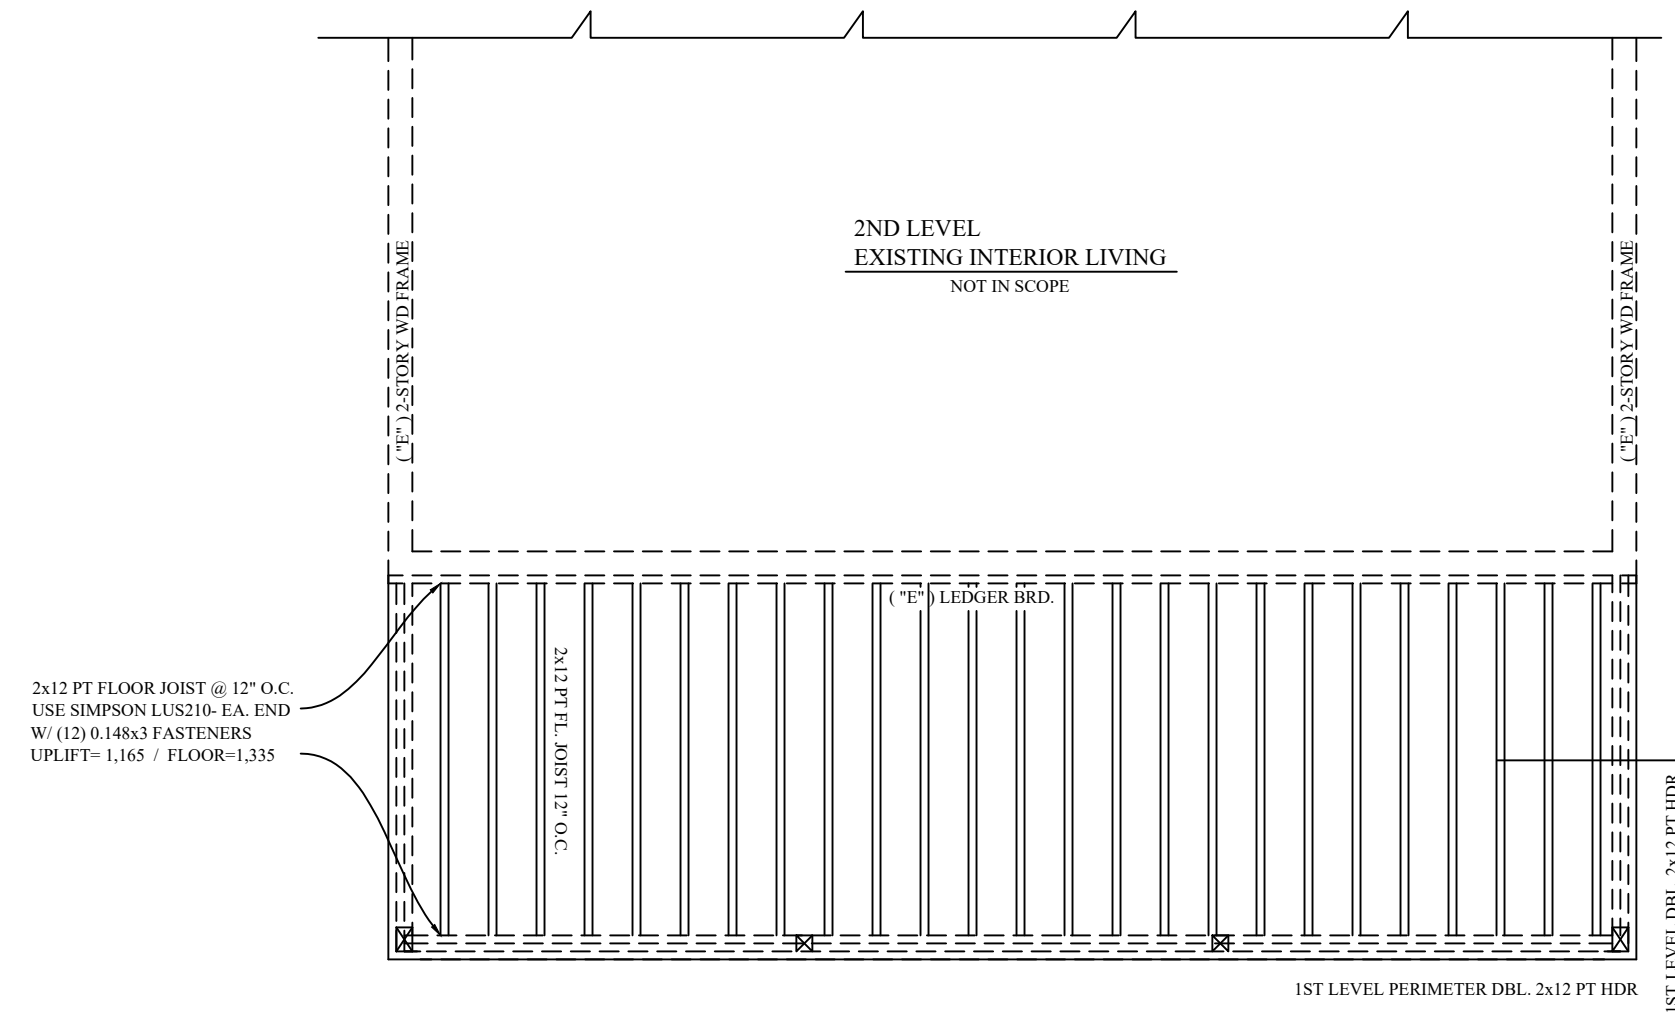 2ND LEVEL
EXISTING INTERIOR LIVING
NOT IN SCOPE
( "E" ) 2-STORY WD FRAME
( "E" ) 2-STORY WD FRAME
( "E" ) LEDGER BRD.
2x12 PT FL. JOIST 12" O.C.
2x12 PT FLOOR JOIST @ 12" O.C.
USE SIMPSON LUS210- EA. END
W/ (12) 0.148x3 FASTENERS
UPLIFT= 1,165 / FLOOR=1,335
1ST LEVEL DBL. 2x12 PT HDR
1ST LEVEL PERIMETER DBL. 2x12 PT HDR